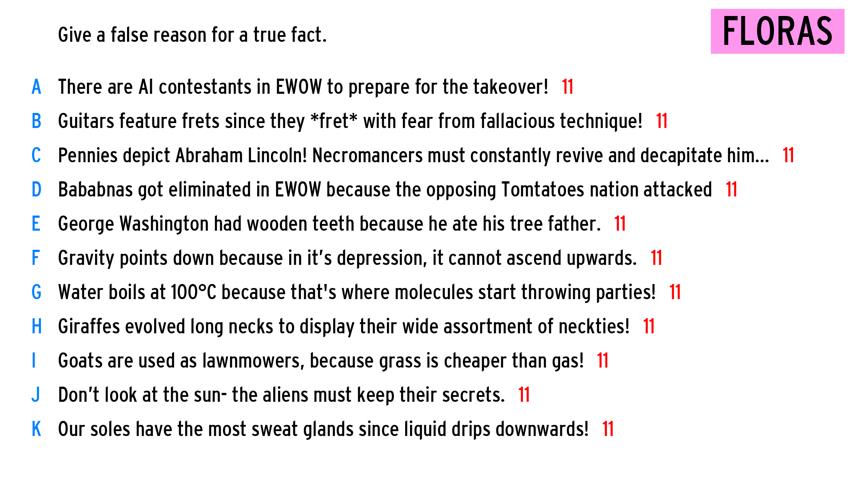 Give a false reason for a true fact.
FLORAS
A There are AI contestants in EWOW to prepare for the takeover! 11
B Guitars feature frets since they *fret* with fear from fallacious technique! 11
C Pennies depict Abraham Lincoln! Necromancers must constantly revive and decapitate him... 11
D Bababnas got eliminated in EWOW because the opposing Tomtatoes nation attacked 11
E George Washington had wooden teeth because he ate his tree father. 11
F Gravity points down because in it’s depression, it cannot ascend upwards. 11
G Water boils at 100°C because that's where molecules start throwing parties! 11
H Giraffes evolved long necks to display their wide assortment of neckties! 11
I Goats are used as lawnmowers, because grass is cheaper than gas! 11
J Don’t look at the sun- the aliens must keep their secrets. 11
K Our soles have the most sweat glands since liquid drips downwards! 11